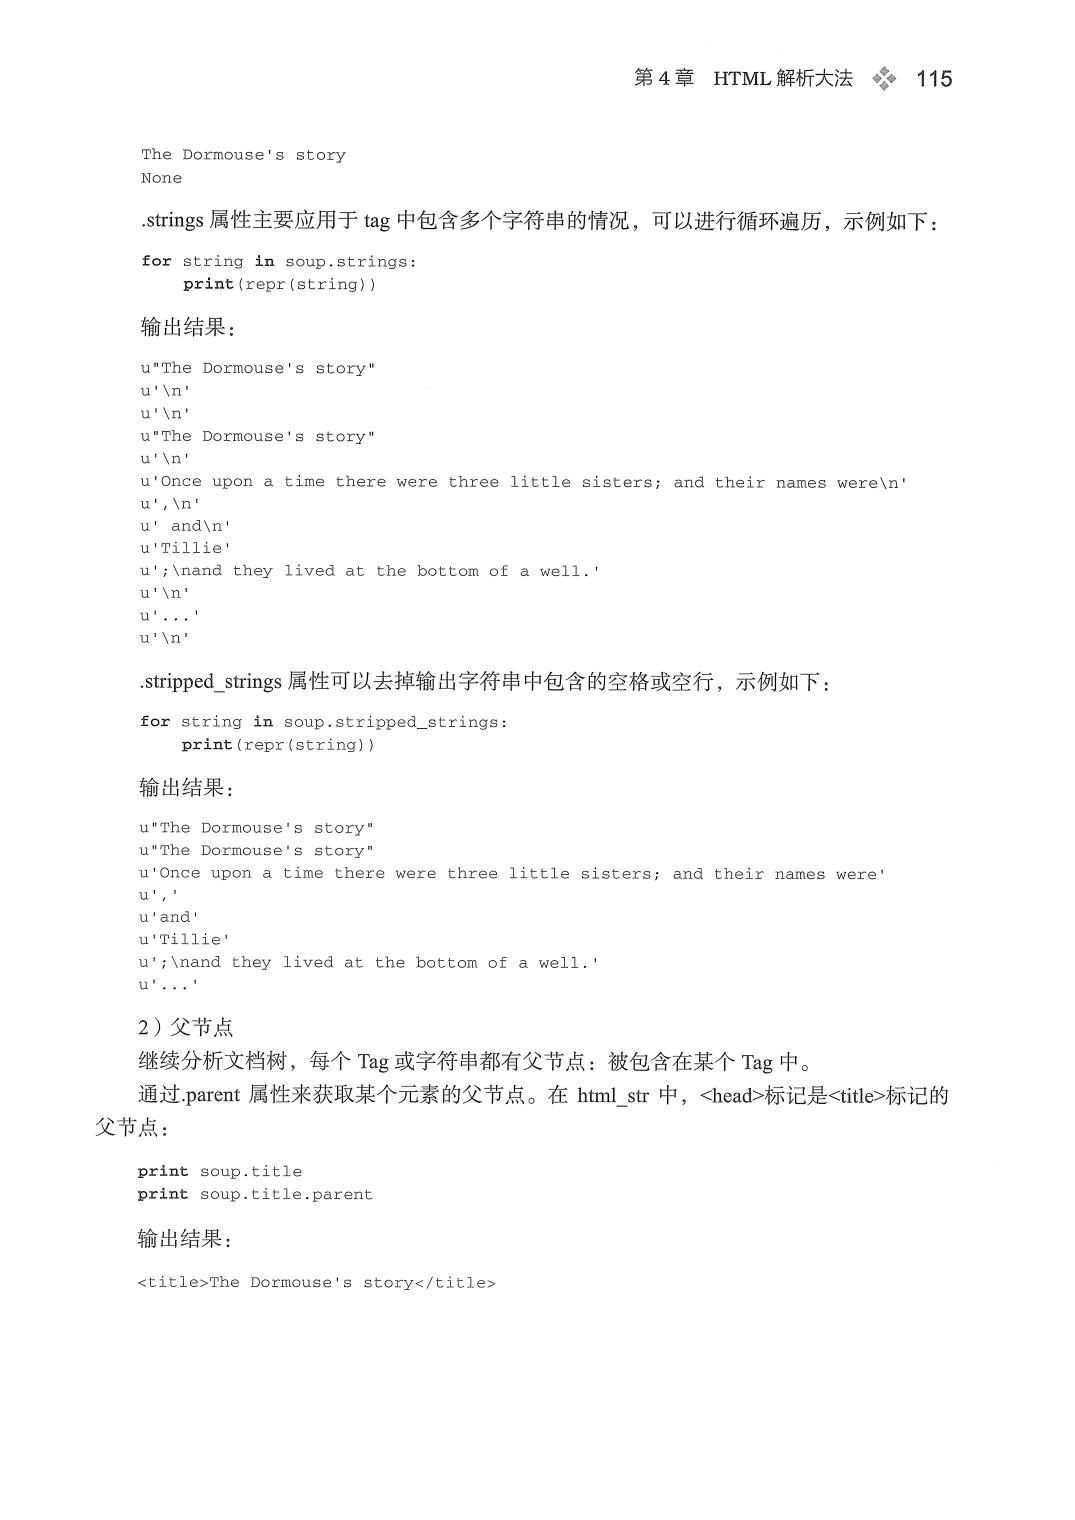 第 4 章 HTML 解析大法 115
The Dormouse's story
None
.strings 属性主要应用于 tag 中包含多个字符串的情况，可以进行循环遍历，示例如下：
for string in soup.strings:
    print(repr(string))
输出结果：
u"The Dormouse's story"
u'\n'
u'\n'
u"The Dormouse's story"
u'\n'
u'Once upon a time there were three little sisters; and their names were\n'
u',\n'
u' and\n'
u'Tillie'
u';\nand they lived at the bottom of a well.'
u'\n'
u'...'
u'\n'
.stripped_strings 属性可以去掉输出字符串中包含的空格或空行，示例如下：
for string in soup.stripped_strings:
    print(repr(string))
输出结果：
u"The Dormouse's story"
u"The Dormouse's story"
u'Once upon a time there were three little sisters; and their names were'
u','
u'and'
u'Tillie'
u';\nand they lived at the bottom of a well.'
u'...'
2）父节点
继续分析文档树，每个 Tag 或字符串都有父节点：被包含在某个 Tag 中。
通过.parent 属性来获取某个元素的父节点。在 html_str 中，<head>标记是<title>标记的
父节点：
print soup.title
print soup.title.parent
输出结果：
<title>The Dormouse's story</title>